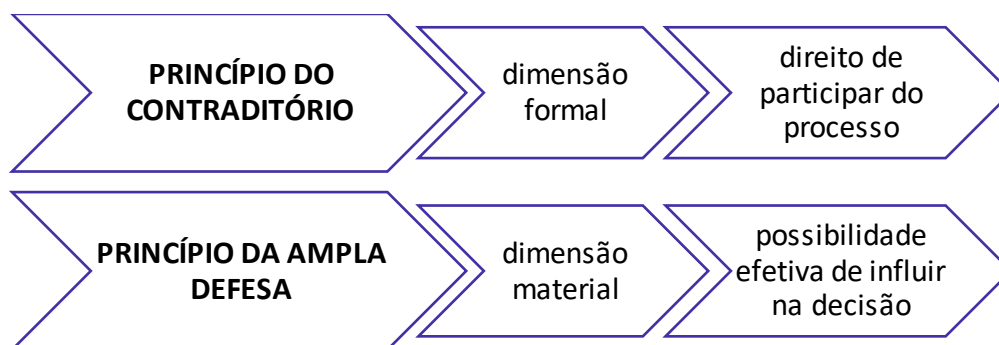 PRINCÍPIO DO
CONTRADITÓRIO
dimensão
formal
direito de
participar do
processo
PRINCÍPIO DA AMPLA
DEFESA
dimensão
material
possibilidade
efetiva de influir
na decisão